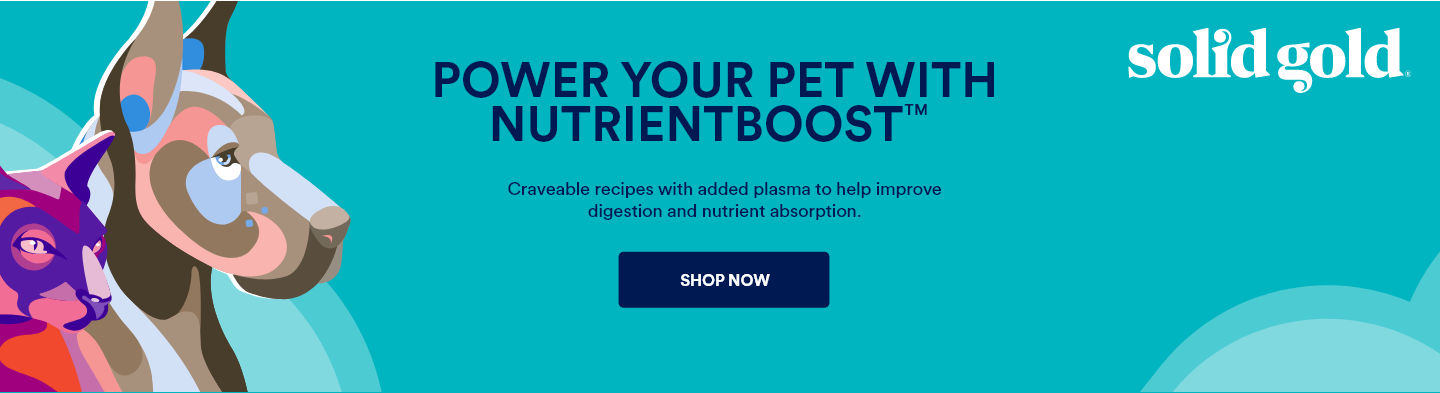 solid gold®
POWER YOUR PET WITH
NUTRIENTBOOST™
Craveable recipes with added plasma to help improve
digestion and nutrient absorption.
SHOP NOW